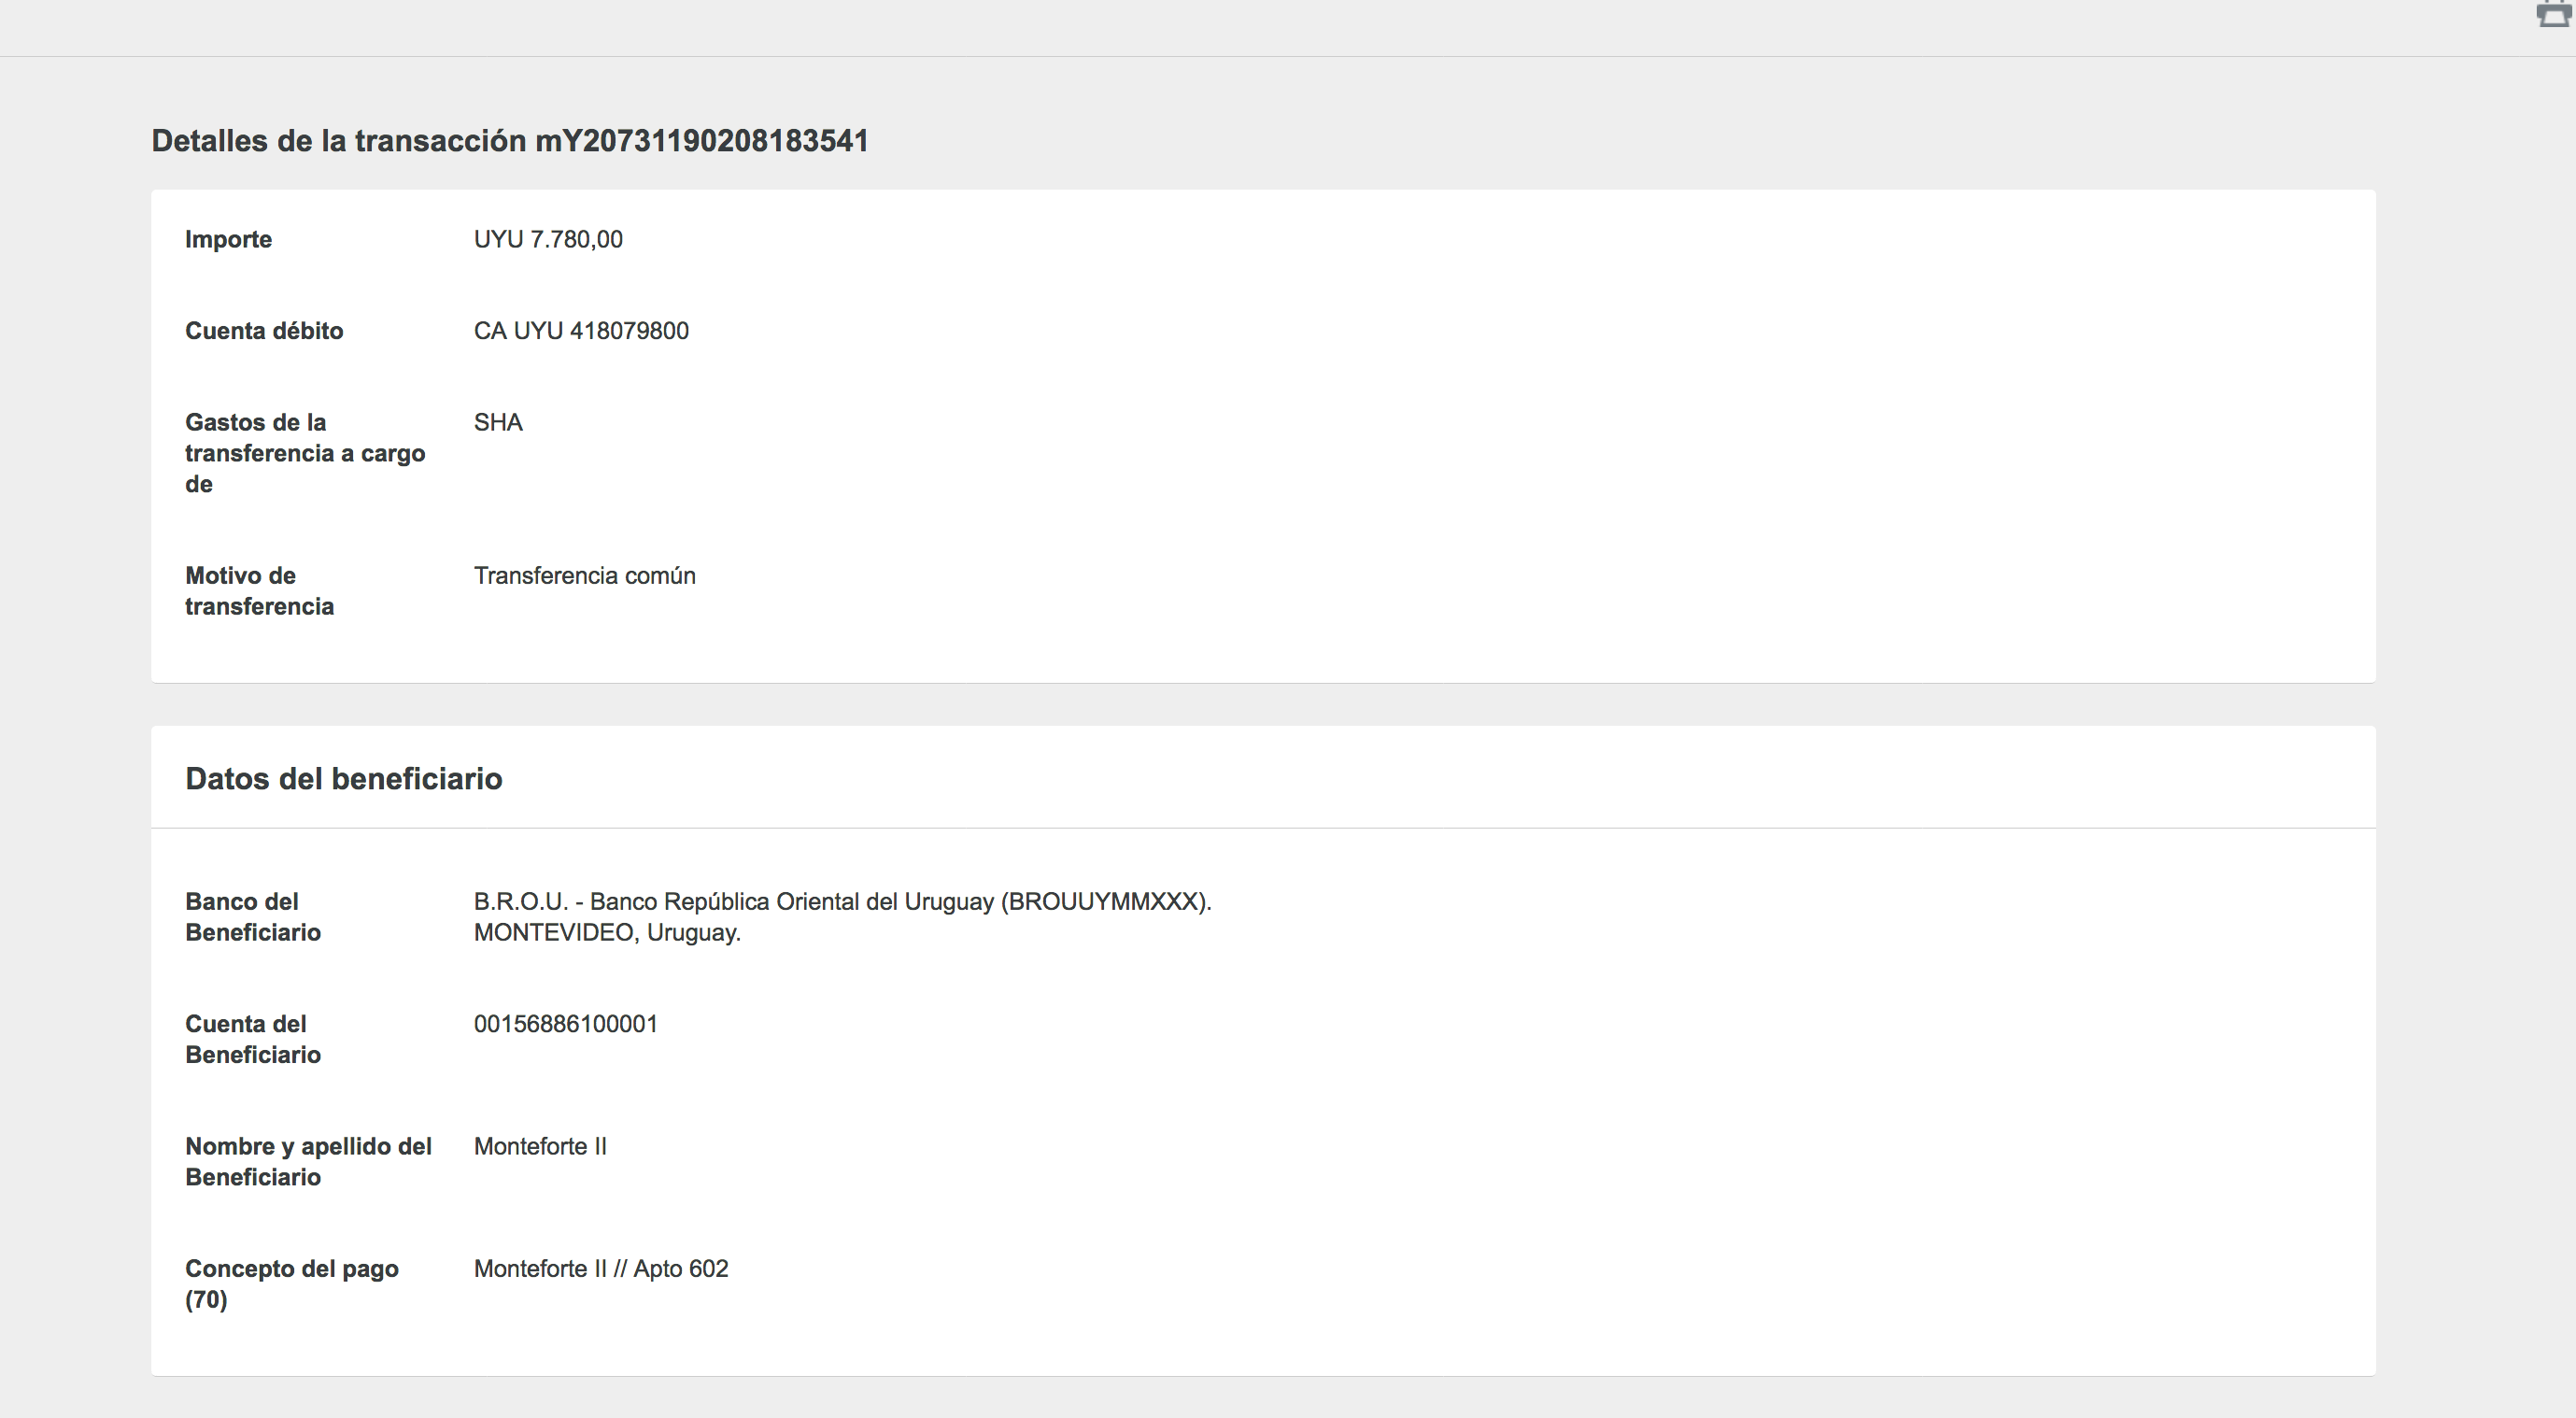 Detalles de la transacción mY20731190208183541
Importe UYU 7.780,00
Cuenta débito CA UYU 418079800
Gastos de la SHA
transferencia a cargo
de
Motivo de Transferencia común
transferencia
Datos del beneficiario
Banco del B.R.O.U. - Banco República Oriental del Uruguay (BROUUYMMXXX).
Beneficiario MONTEVIDEO, Uruguay.
Cuenta del 00156886100001
Beneficiario
Nombre y apellido del Monteforte II
Beneficiario
Concepto del pago Monteforte II // Apto 602
(70)